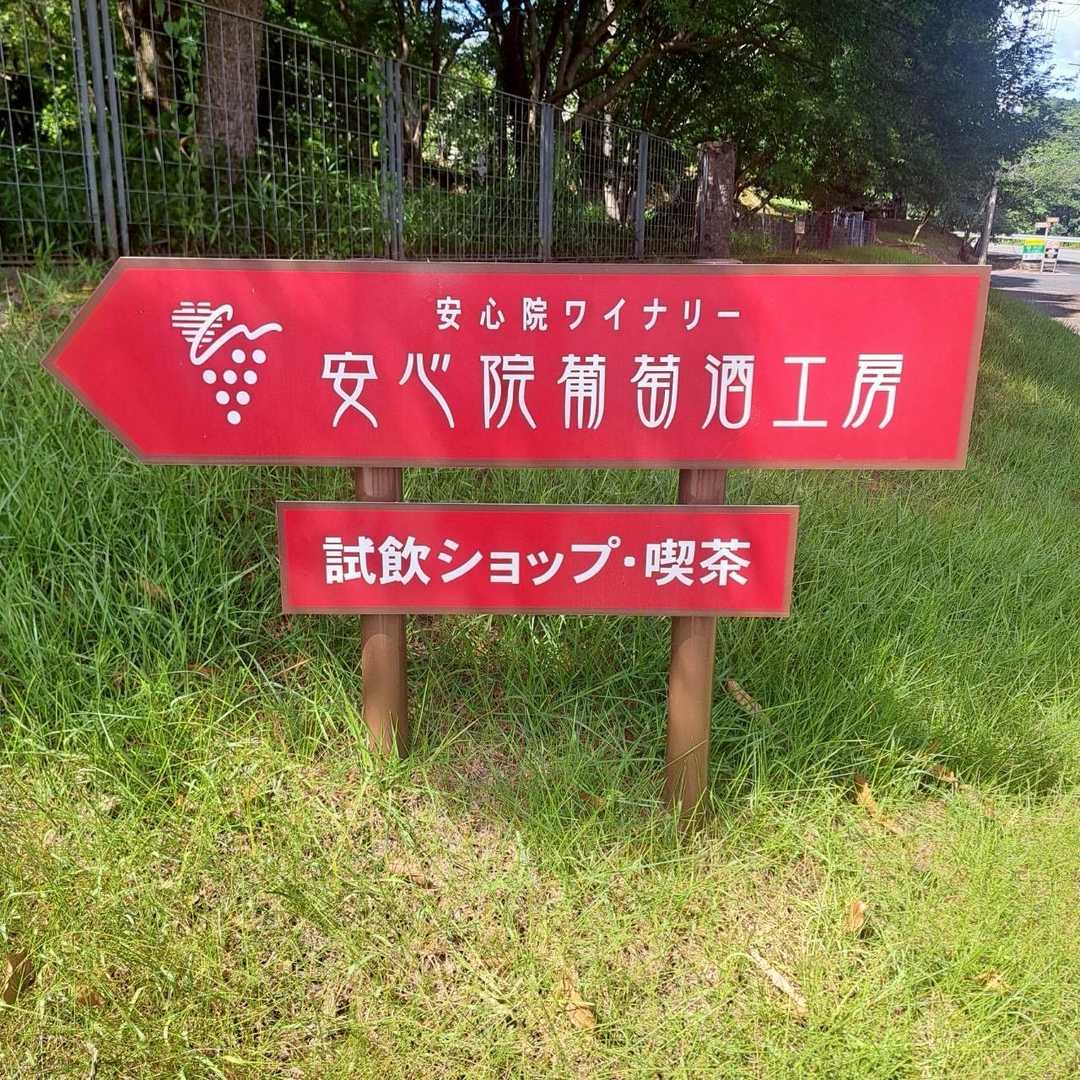 安心院ワイナリー
安心院葡萄酒工房
試飲ショップ・喫茶